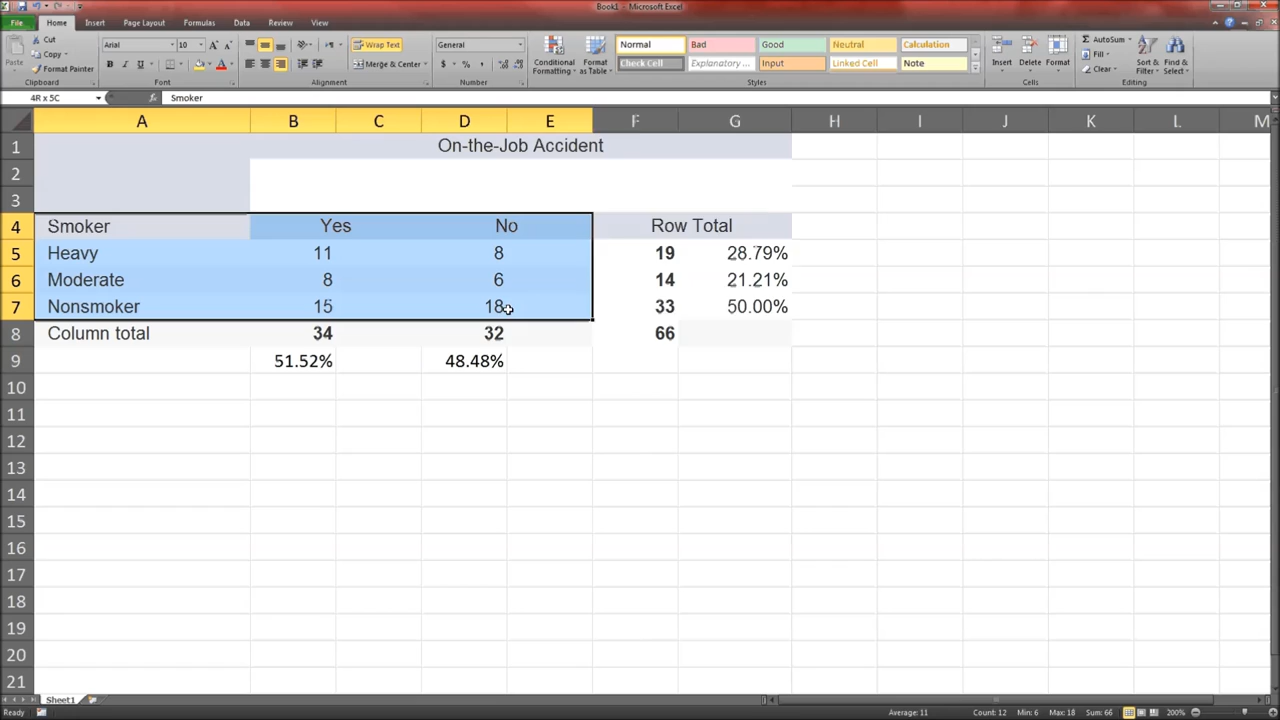 Book1 - Microsoft Excel
File Home Insert Page Layout Formulas Data Review View
Cut
Copy
Format Painter
Paste
Clipboard
Arial 10
B I U
Font
Wrap Text
Merge & Center
Alignment
General
$ % ,
Number
Conditional Formatting
Format as Table
Normal Bad Good Neutral Calculation
Check Cell Explanatory ... Input Linked Cell Note
Styles
Insert Delete Format
Cells
AutoSum
Fill
Clear
Sort & Filter
Find & Select
Editing
4R x 5C Smoker
A B C D E F G H I J K L M
1 On-the-Job Accident
2
3
4 Smoker Yes No Row Total
5 Heavy 11 8 19 28.79%
6 Moderate 8 6 14 21.21%
7 Nonsmoker 15 18 33 50.00%
8 Column total 34 32 66
9 51.52% 48.48%
10
11
12
13
14
15
16
17
18
19
20
21
Sheet1
Ready Average: 11 Count: 12 Min: 6 Max: 18 Sum: 66 200%